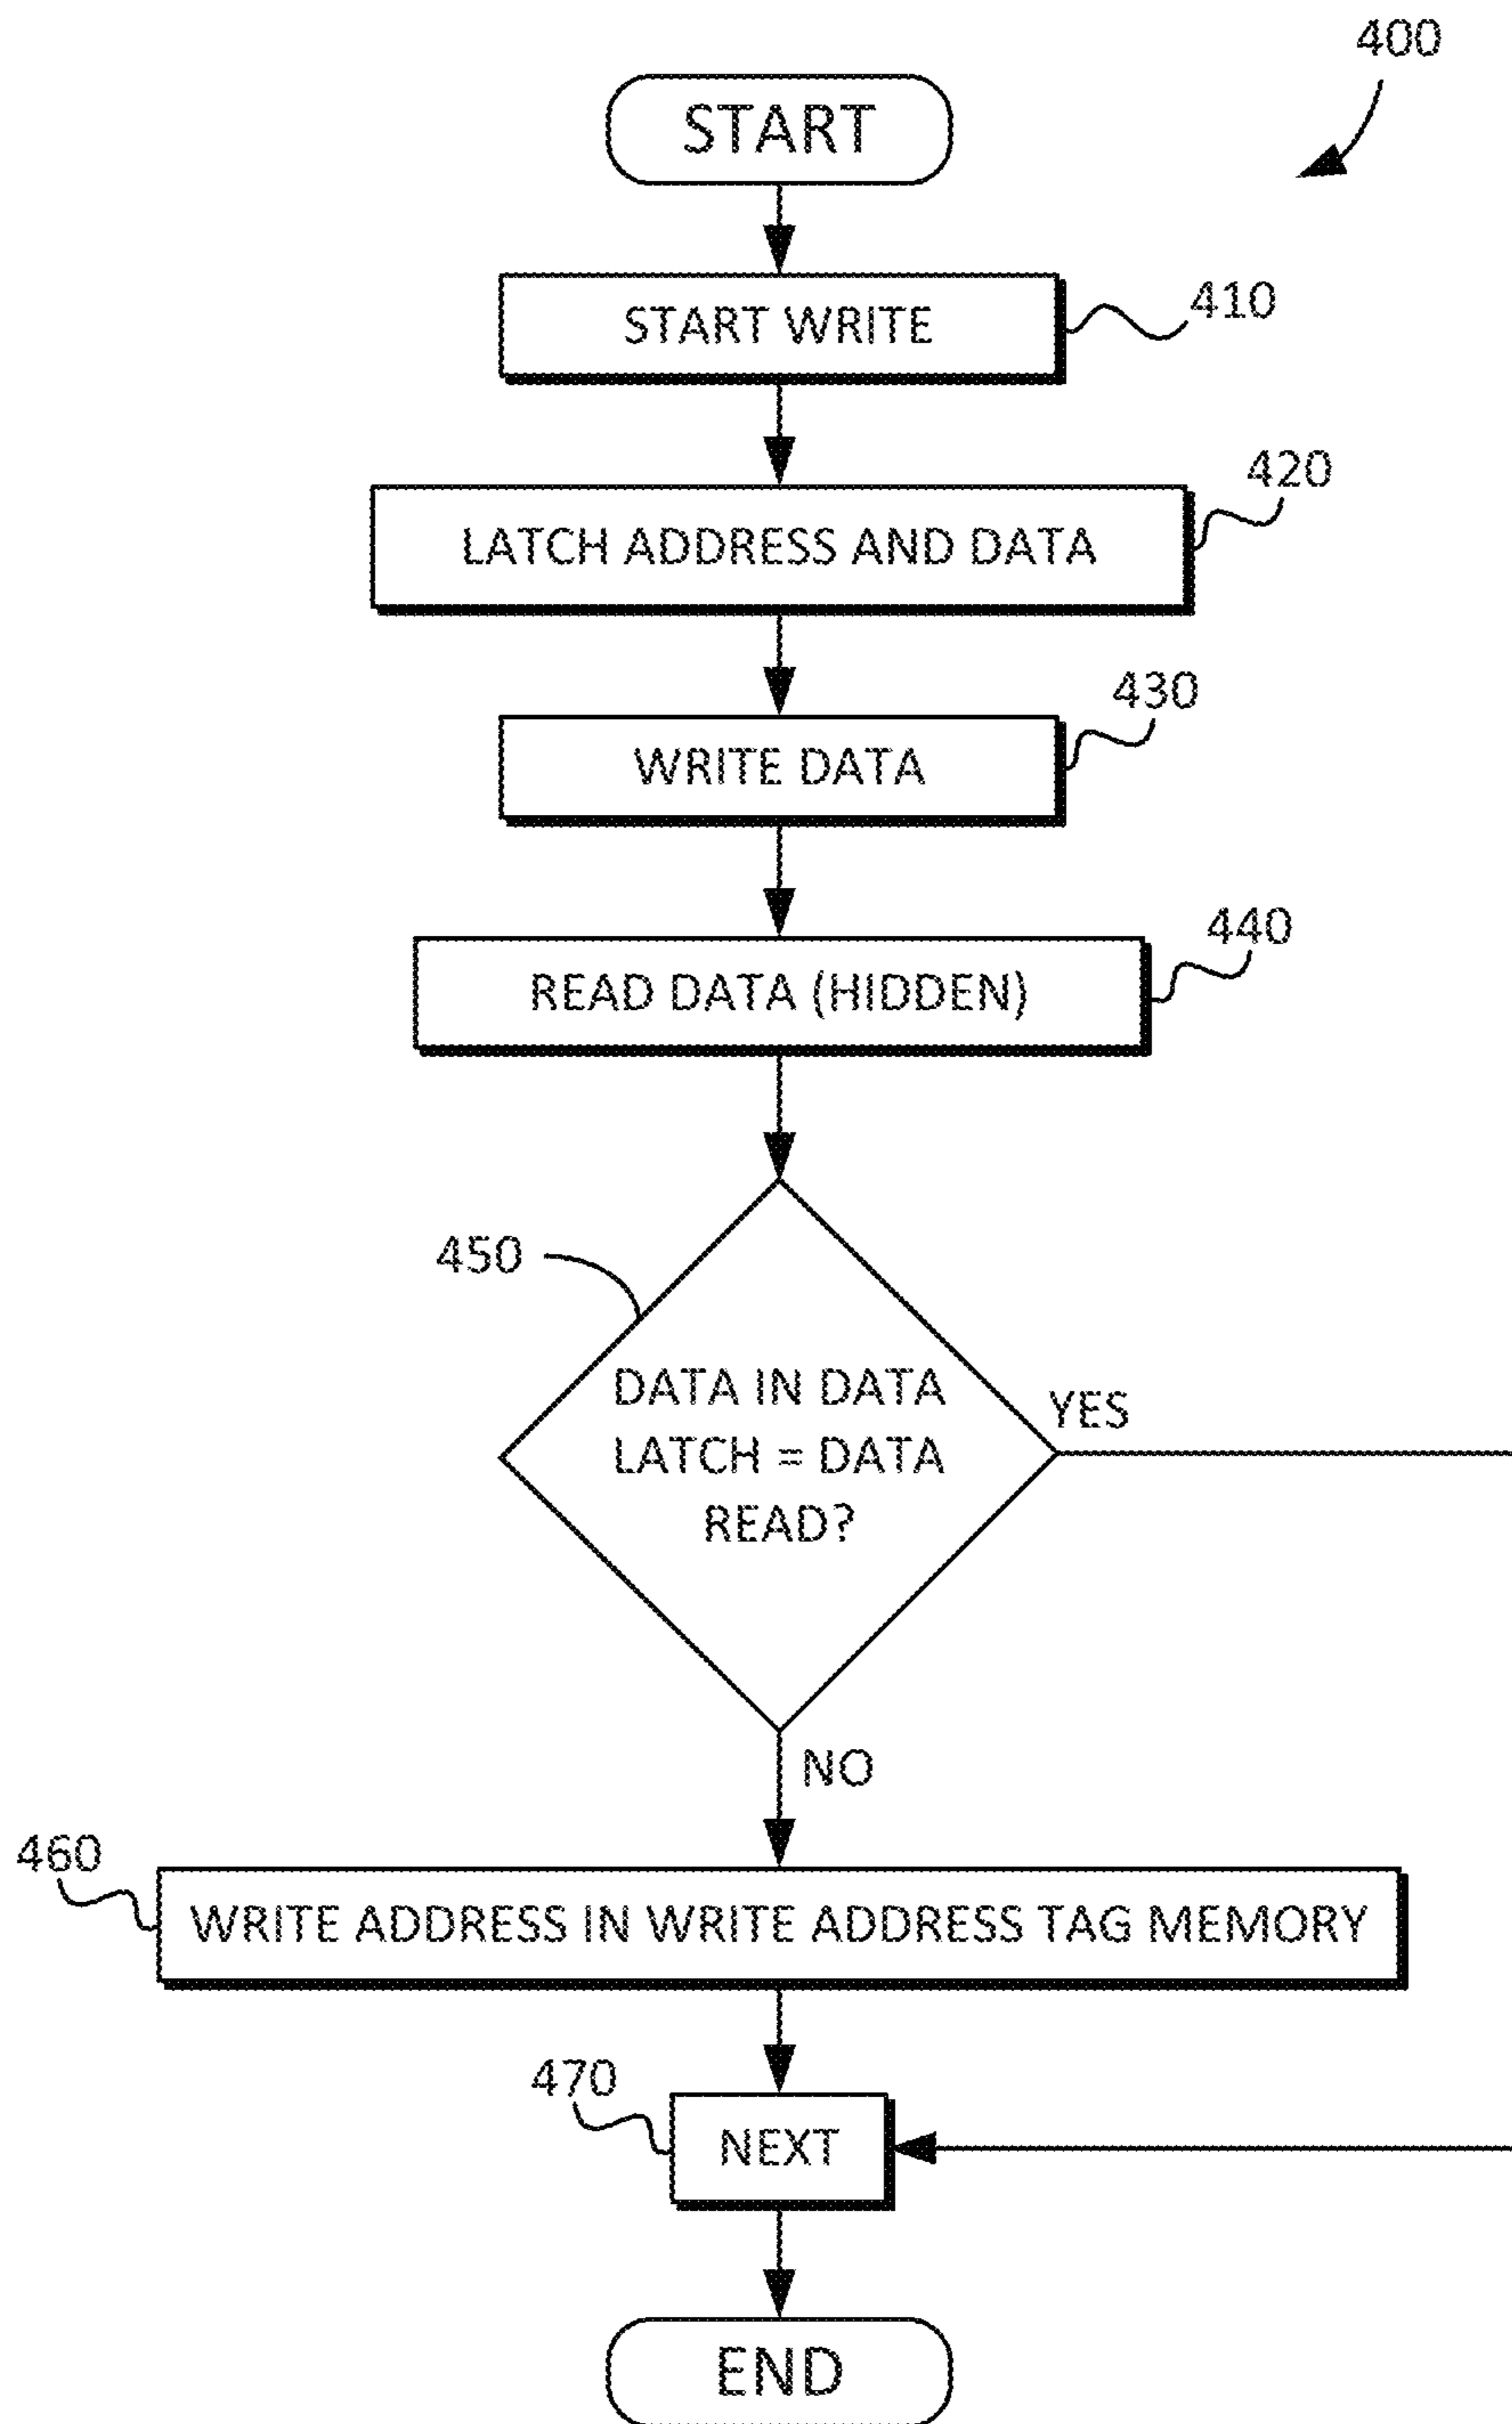 400
START
START WRITE
410
420
LATCH ADDRESS AND DATA
430
WRITE DATA
440
READ DATA (HIDDEN)
450
DATA IN DATA
LATCH = DATA
READ?
YES
NO
460
WRITE ADDRESS IN WRITE ADDRESS TAG MEMORY
470
NEXT
END